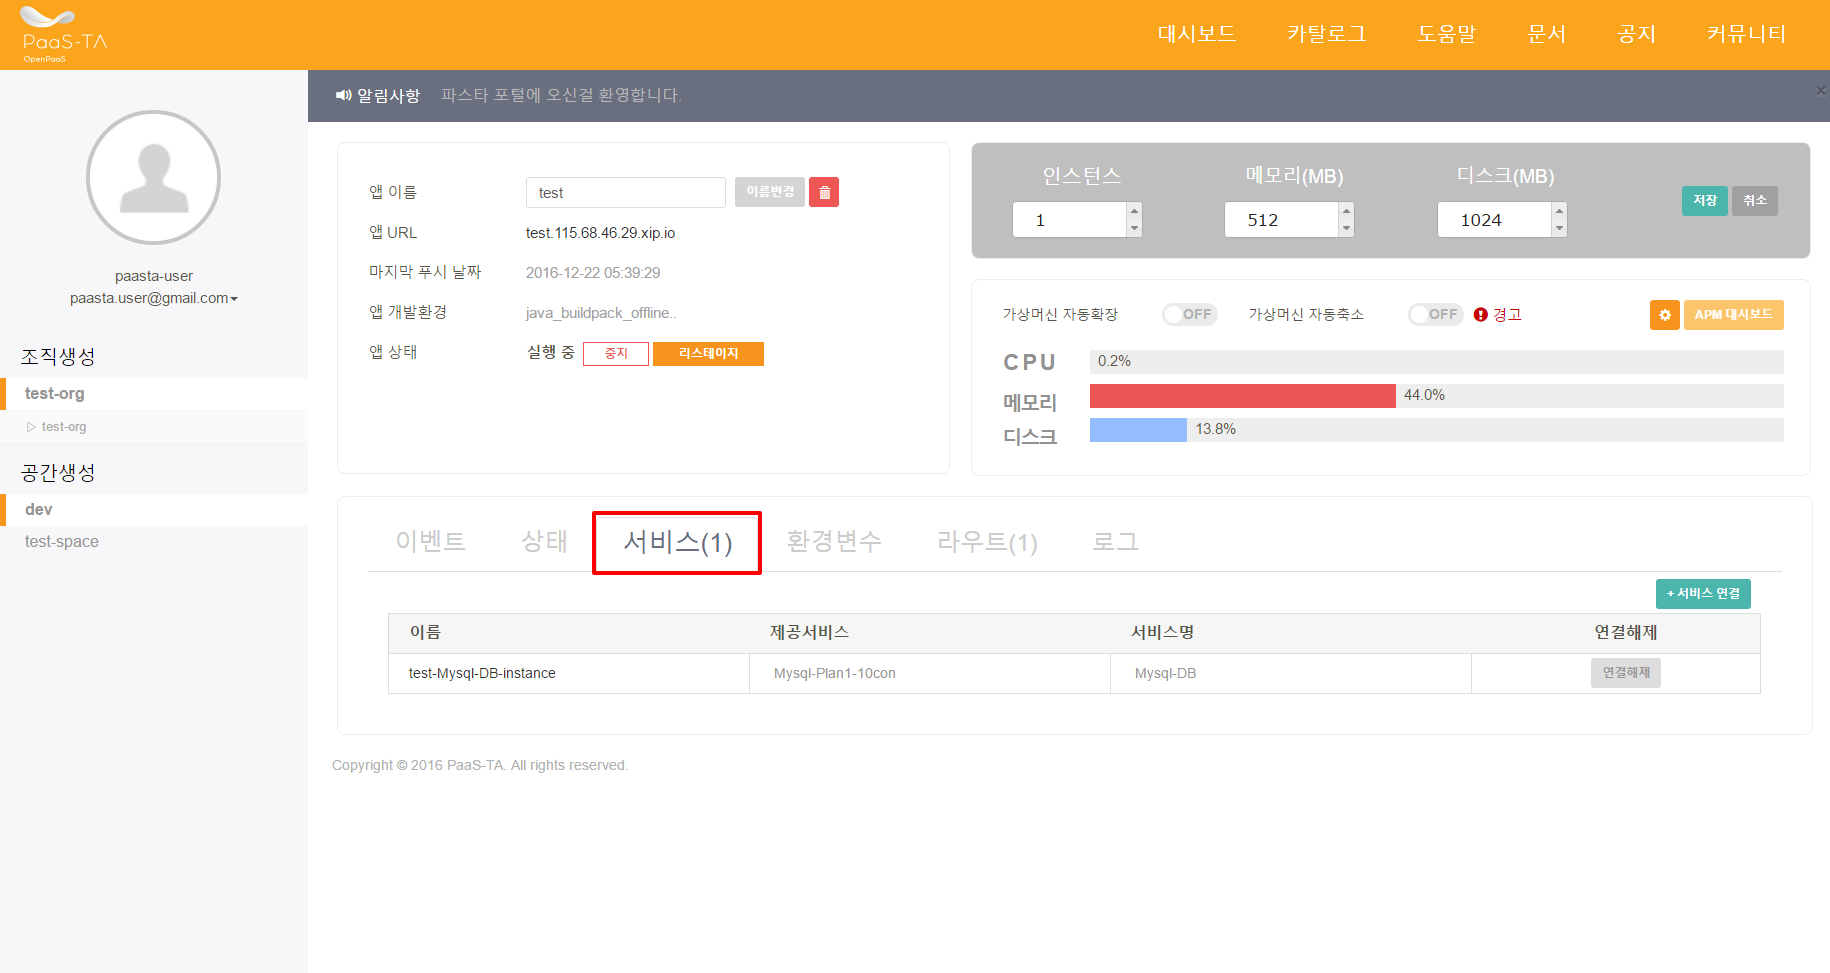 PaaS-TA
OpenPaaS
대시보드 카탈로그 도움말 문서 공지 커뮤니티
알림사항 파스타 포털에 오신걸 환영합니다. ×
paasta-user
paasta.user@gmail.com
조직생성
test-org
test-org
공간생성
dev
test-space
앱 이름 test 이름변경
앱 URL test.115.68.46.29.xip.io
마지막 푸시 날짜 2016-12-22 05:39:29
앱 개발환경 java_buildpack_offline..
앱 상태 실행 중 중지 리스테이지
인스턴스 메모리(MB) 디스크(MB)
1 512 1024 저장 취소
가상머신 자동확장 OFF 가상머신 자동축소 OFF 경고 APM 대시보드
CPU 0.2%
메모리 44.0%
디스크 13.8%
이벤트 상태 서비스(1) 환경변수 라우트(1) 로그
+ 서비스 연결
이름 제공서비스 서비스명 연결해제
test-Mysql-DB-instance Mysql-Plan1-10con Mysql-DB 연결해제
Copyright © 2016 PaaS-TA. All rights reserved.